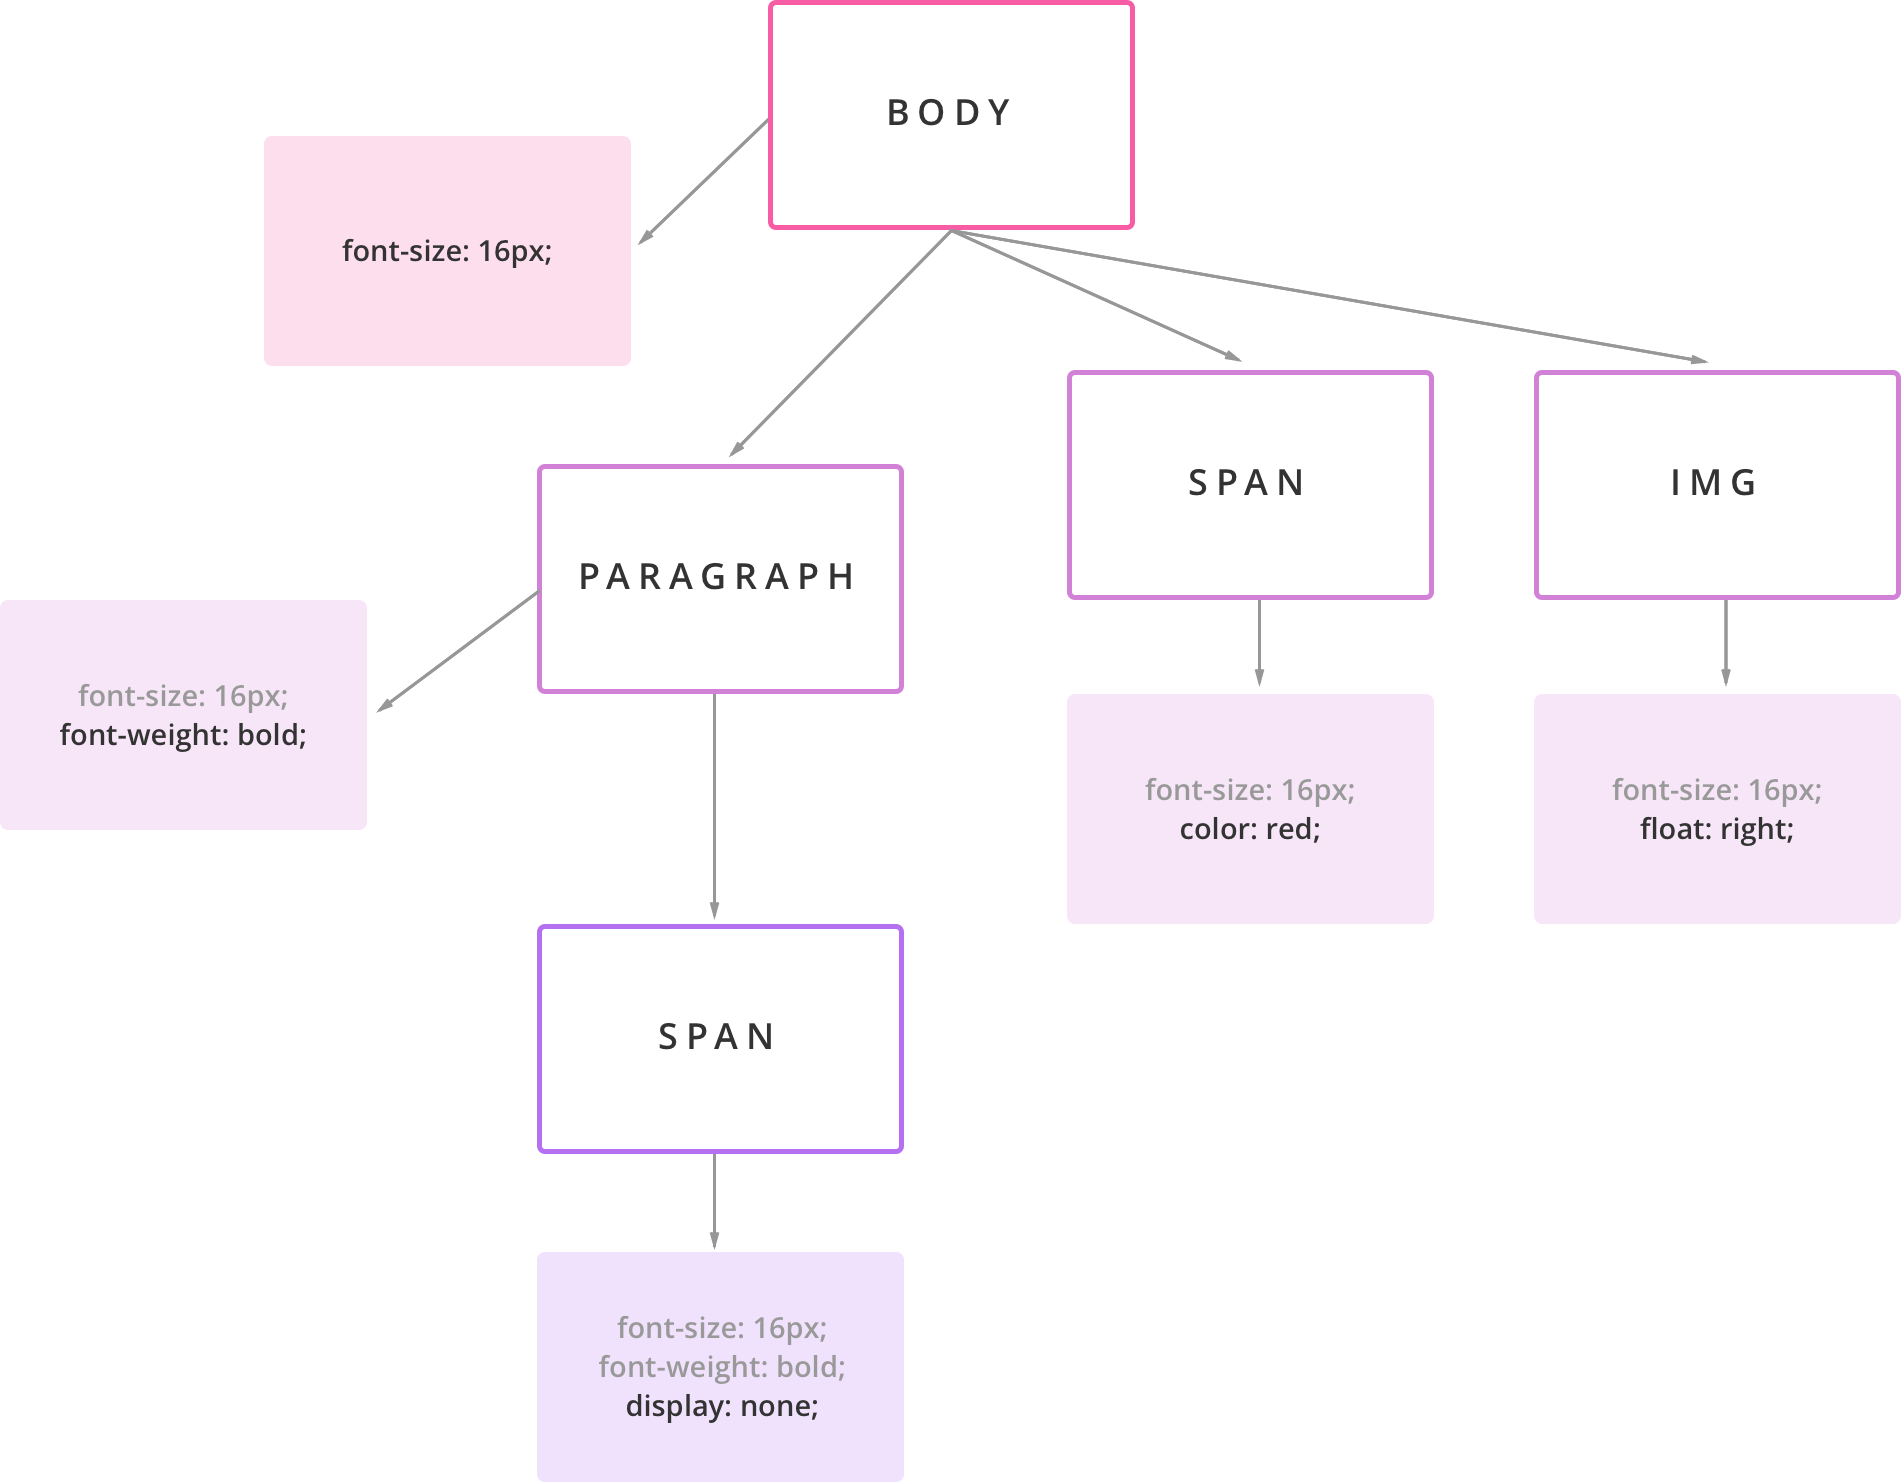 BODY
font-size: 16px;
SPAN
IMG
PARAGRAPH
font-size: 16px;
font-weight: bold;
font-size: 16px;
color: red;
font-size: 16px;
float: right;
SPAN
font-size: 16px;
font-weight: bold;
display: none;